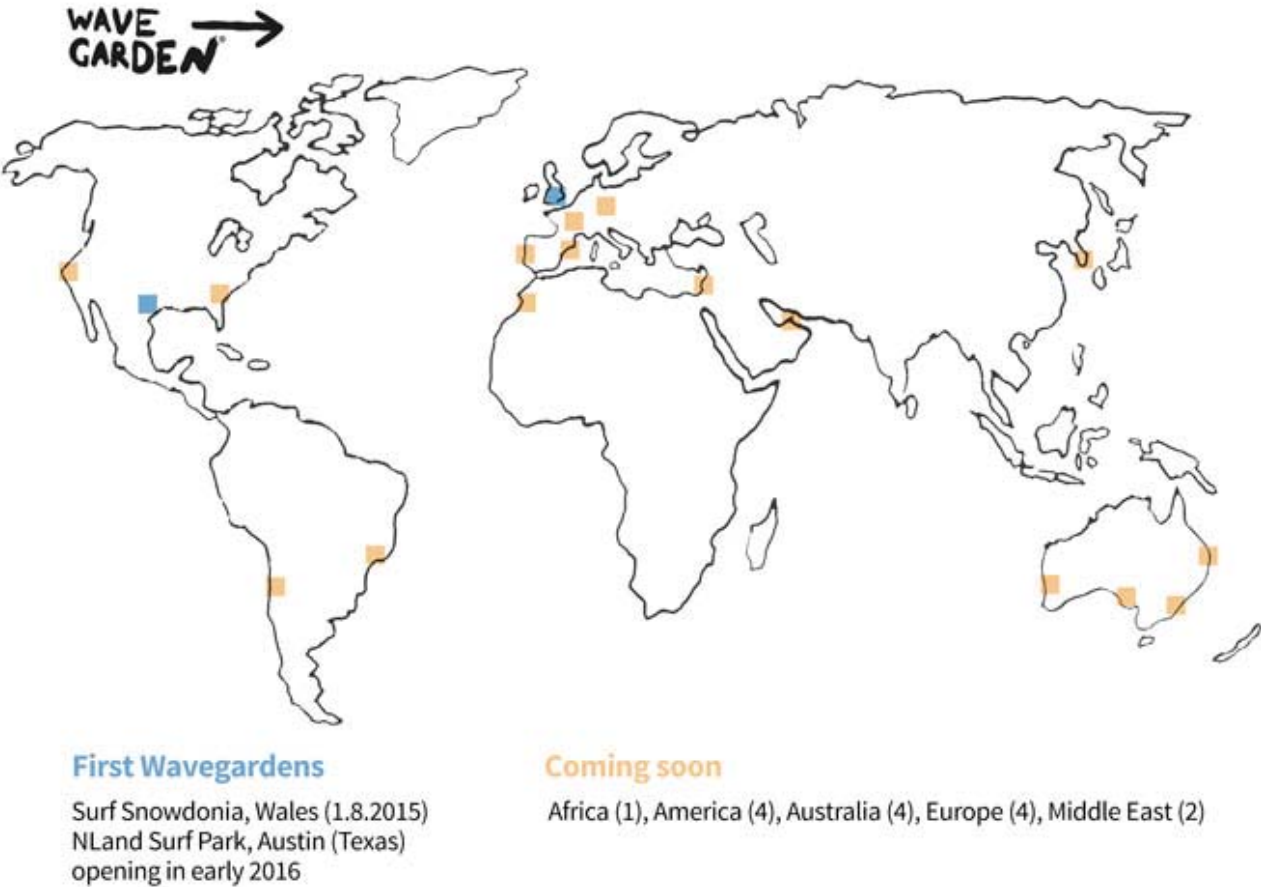 WAVE
GARDEN®
First Wavegardens
Surf Snowdonia, Wales (1.8.2015)
NLand Surf Park, Austin (Texas)
opening in early 2016
Coming soon
Africa (1), America (4), Australia (4), Europe (4), Middle East (2)